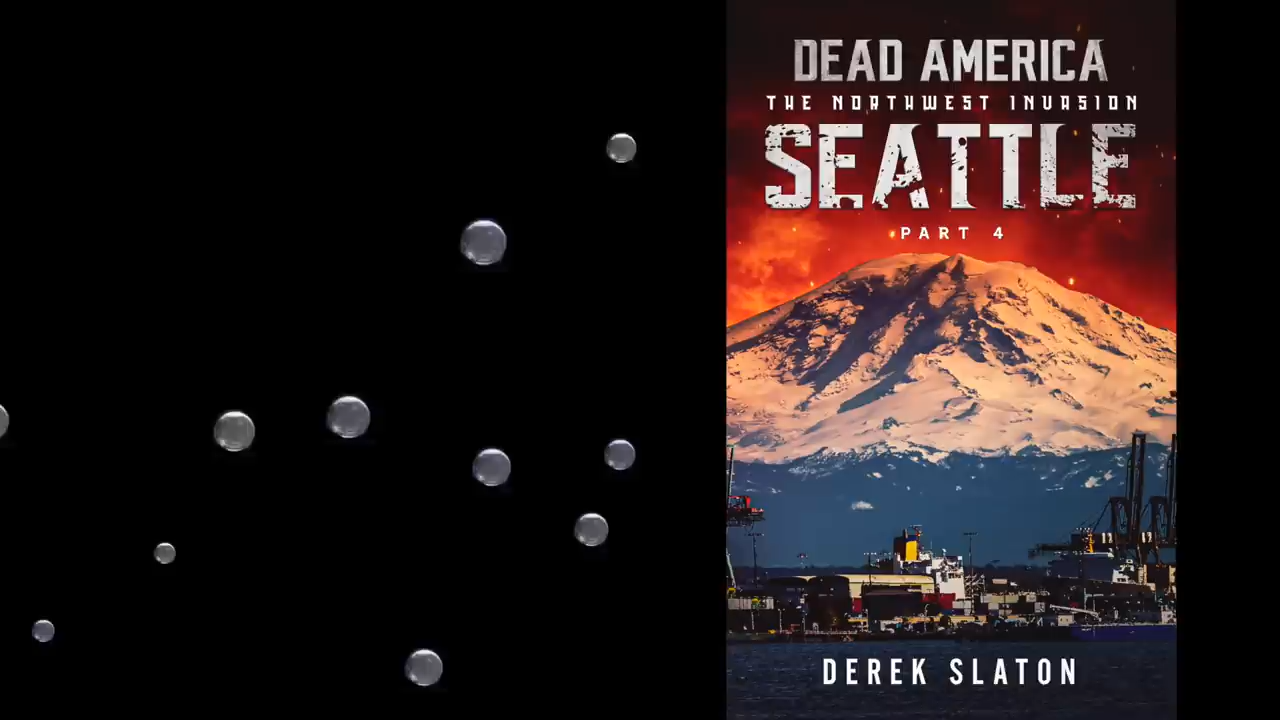 DEAD AMERICA
THE NORTHWEST INVASION
SEATTLE
PART 4
DEREK SLATON